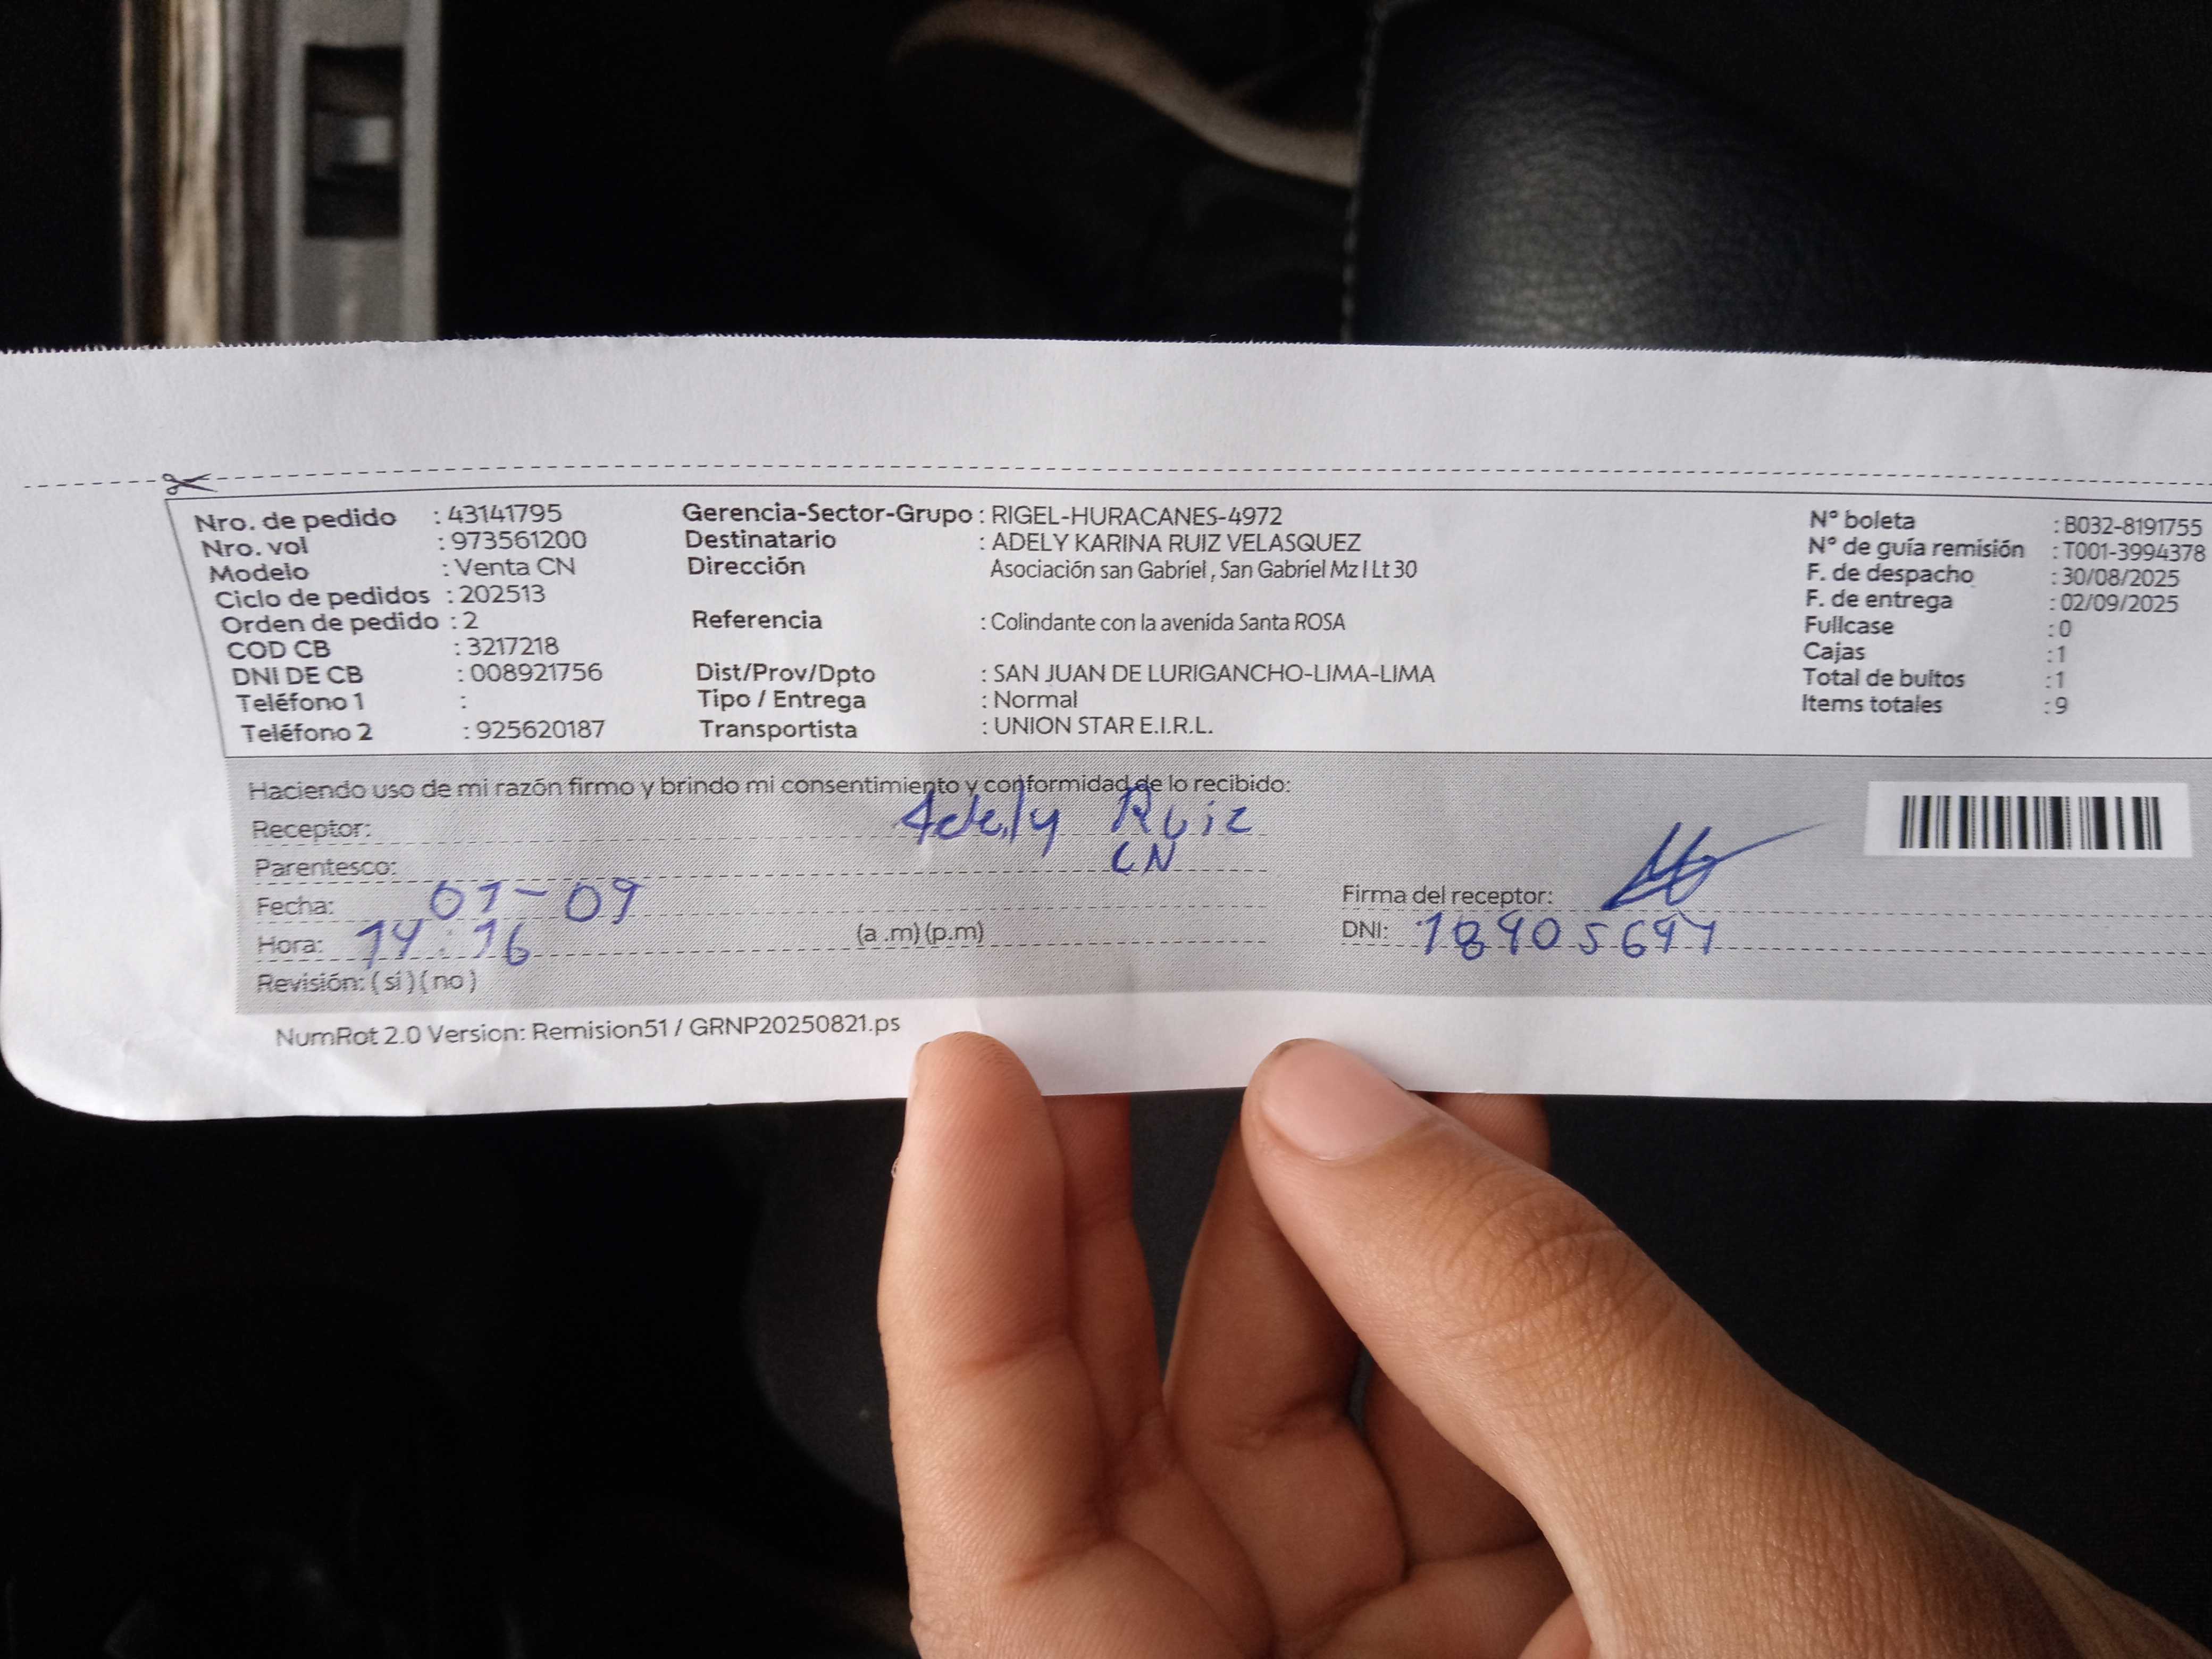 Nro. de pedido : 43141795
Nro. vol : 973561200
Modelo : Venta CN
Ciclo de pedidos : 202513
Orden de pedido : 2
COD CB : 3217218
DNI DE CB : 008921756
Teléfono 1 :
Teléfono 2 : 925620187
Gerencia-Sector-Grupo : RIGEL-HURACANES-4972
Destinatario : ADELY KARINA RUIZ VELASQUEZ
Dirección Asociación san Gabriel , San Gabriel Mz I Lt 30
Referencia : Colindante con la avenida Santa ROSA
Dist/Prov/Dpto : SAN JUAN DE LURIGANCHO-LIMA-LIMA
Tipo / Entrega : Normal
Transportista : UNION STAR E.I.R.L.
N° boleta : B032-8191755
N° de guía remisión : T001-3994378
F. de despacho : 30/08/2025
F. de entrega : 02/09/2025
Fullcase : 0
Cajas : 1
Total de bultos : 1
Items totales : 9
Haciendo uso de mi razón firmo y brindo mi consentimiento y conformidad de lo recibido:
Receptor: Adely Ruiz
Parentesco: CN
Fecha: 01-09
Hora: 14:16 (a .m) (p.m)
Revisión: ( si ) ( no )
Firma del receptor:
DNI:
NumRot 2.0 Version: Remision51 / GRNP20250821.ps